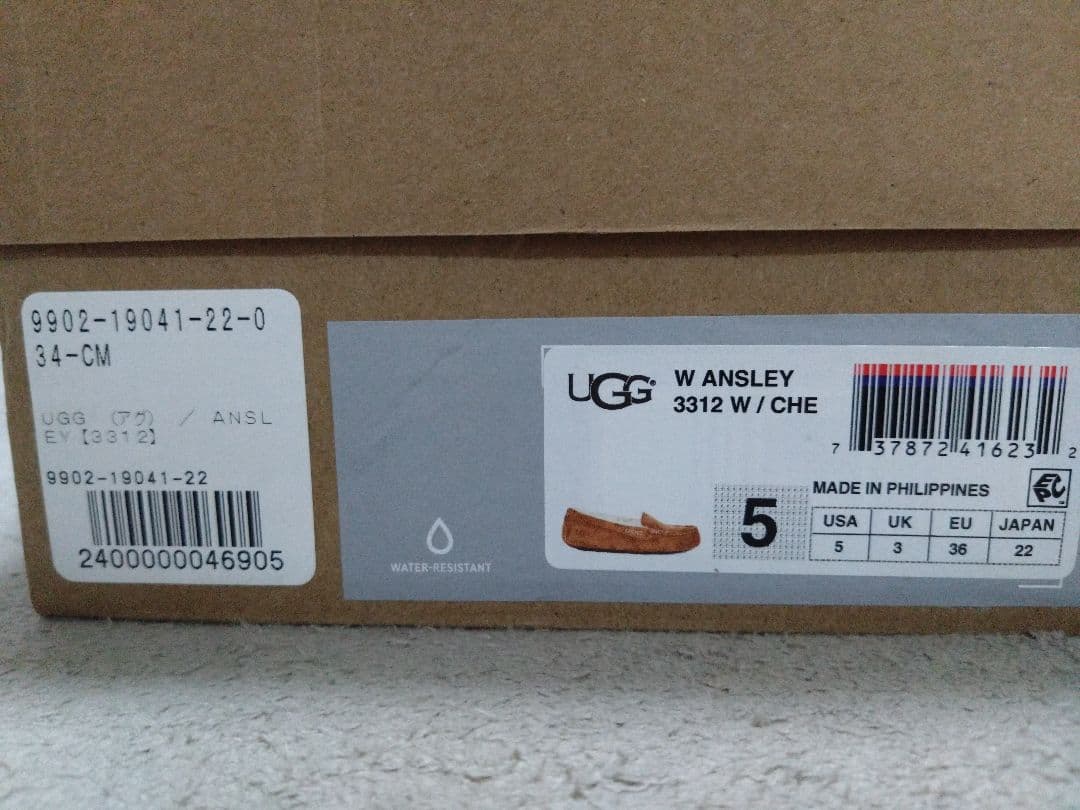 9902-19041-22-0
34-CM
UGG (アグ) / ANSL
EY【3312】
9902-19041-22
2400000046905
WATER-RESISTANT
UGG®
W ANSLEY
3312 W / CHE
7 37872 41623 2
MADE IN PHILIPPINES
EPC
5
USA UK EU JAPAN
5 3 36 22